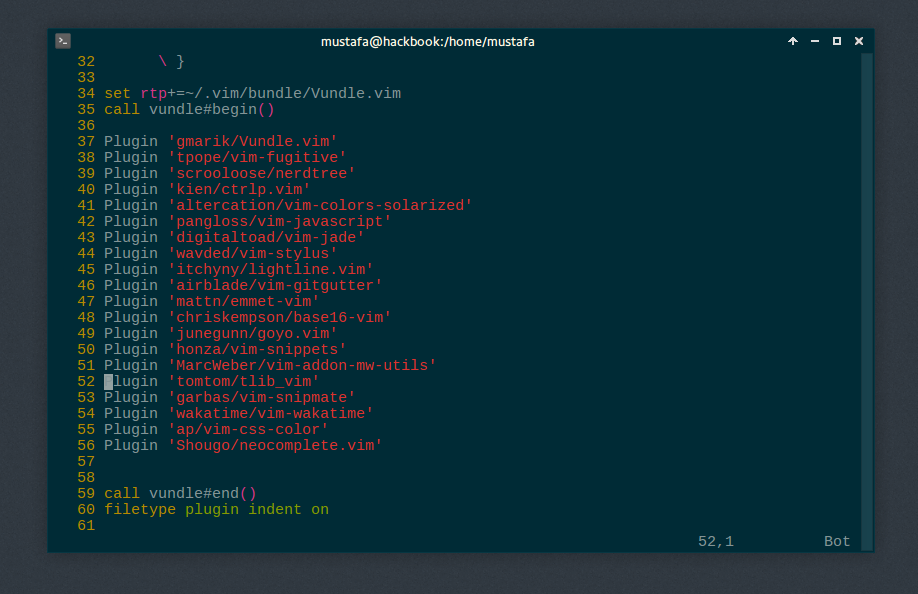 mustafa@hackbook:/home/mustafa
32       \ }
33
34 set rtp+=~/.vim/bundle/Vundle.vim
35 call vundle#begin()
36
37 Plugin 'gmarik/Vundle.vim'
38 Plugin 'tpope/vim-fugitive'
39 Plugin 'scrooloose/nerdtree'
40 Plugin 'kien/ctrlp.vim'
41 Plugin 'altercation/vim-colors-solarized'
42 Plugin 'pangloss/vim-javascript'
43 Plugin 'digitaltoad/vim-jade'
44 Plugin 'wavded/vim-stylus'
45 Plugin 'itchyny/lightline.vim'
46 Plugin 'airblade/vim-gitgutter'
47 Plugin 'mattn/emmet-vim'
48 Plugin 'chriskempson/base16-vim'
49 Plugin 'junegunn/goyo.vim'
50 Plugin 'honza/vim-snippets'
51 Plugin 'MarcWeber/vim-addon-mw-utils'
52 Plugin 'tomtom/tlib_vim'
53 Plugin 'garbas/vim-snipmate'
54 Plugin 'wakatime/vim-wakatime'
55 Plugin 'ap/vim-css-color'
56 Plugin 'Shougo/neocomplete.vim'
57
58
59 call vundle#end()
60 filetype plugin indent on
61
52,1 Bot